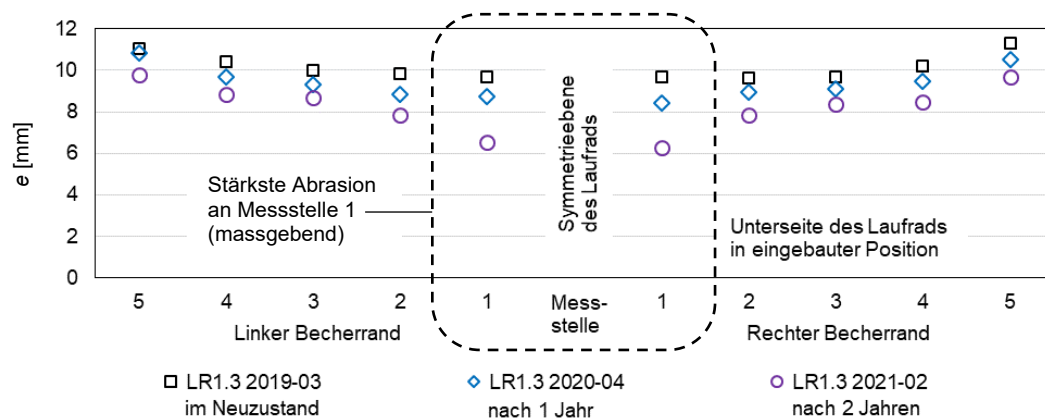 12
10
8
6
4
2
0
e [mm]
Stärkste Abrasion
an Messstelle 1
(massgebend)
Symmetrieebene
des Laufrads
Unterseite des Laufrads
in eingebauter Position
5 4 3 2 1 Mess- 1 2 3 4 5
Linker Becherrand stelle Rechter Becherrand
LR1.3 2019-03 LR1.3 2020-04 LR1.3 2021-02
im Neuzustand nach 1 Jahr nach 2 Jahren